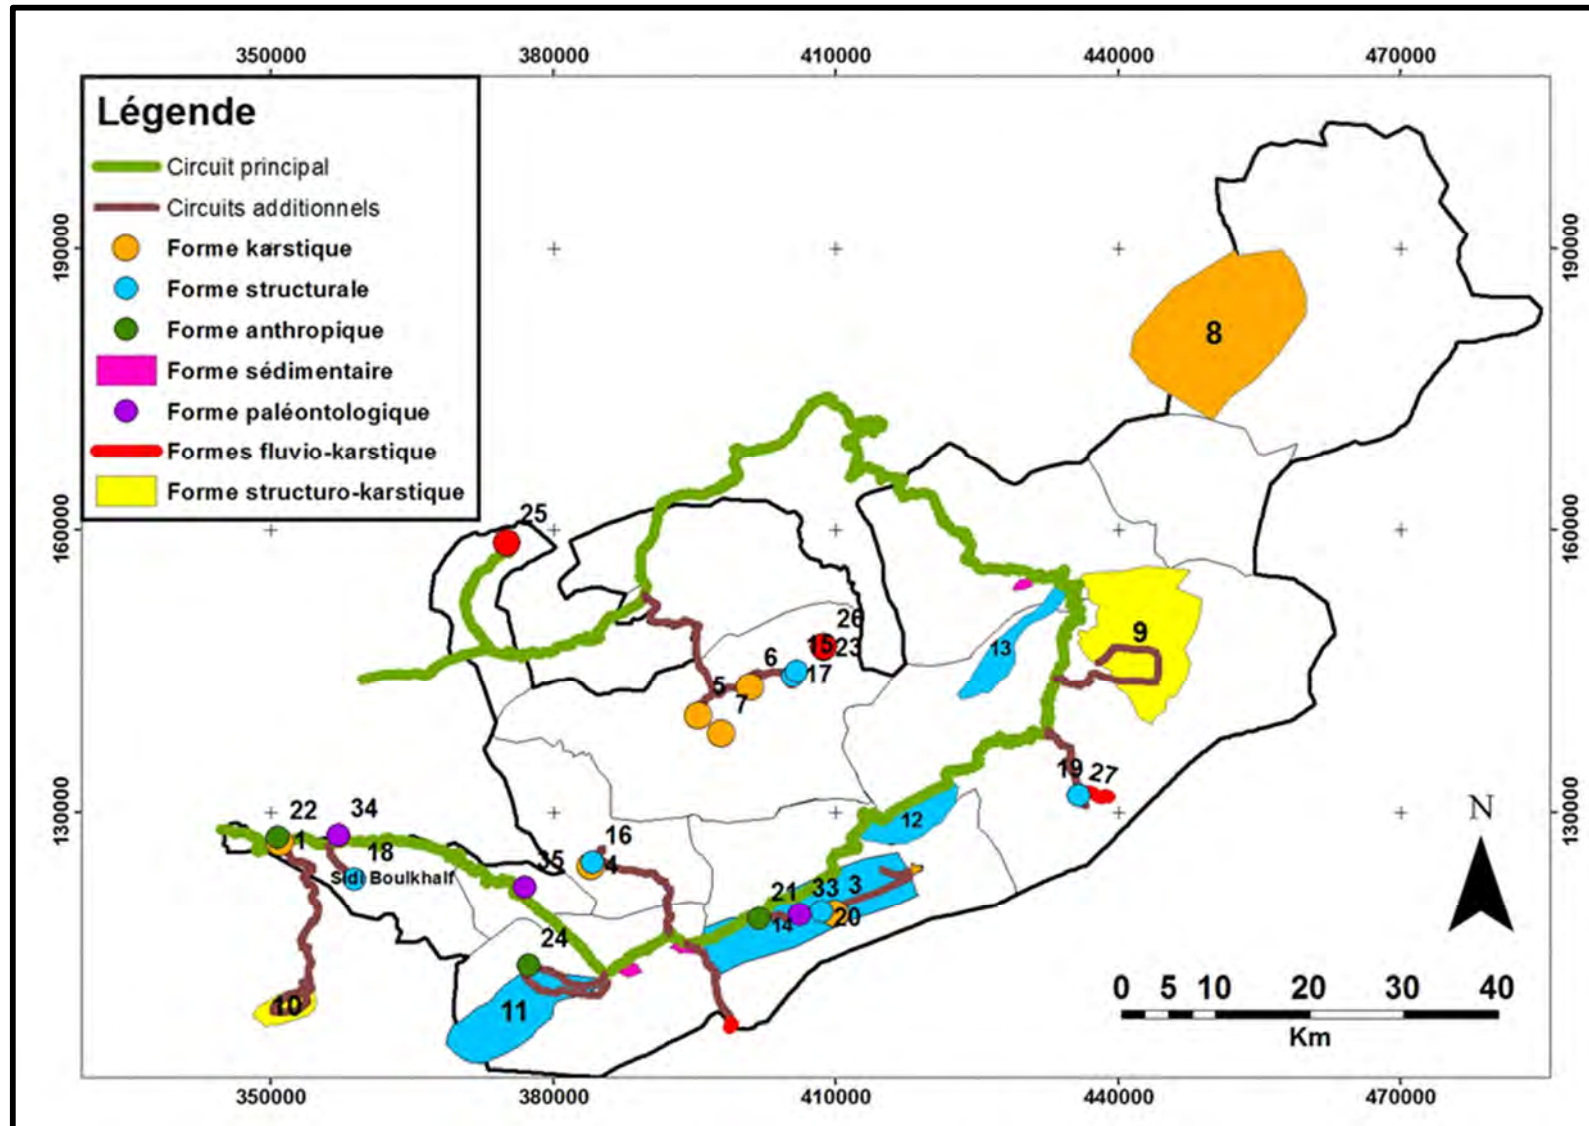 350000 380000 410000 440000 470000
Légende
Circuit principal
Circuits additionnels
Forme karstique
Forme structurale
Forme anthropique
Forme sédimentaire
Forme paléontologique
Formes fluvio-karstique
Forme structuro-karstique
190000 190000
8
25
160000 160000
26
15 23
6 17
5
7
9
13
19 27
130000 130000
22 34
1
18
Sidi Boulkhalf
16
35 4
12
21 33 3
14 20
24
10
11
N
0 5 10 20 30 40
Km
350000 380000 410000 440000 470000